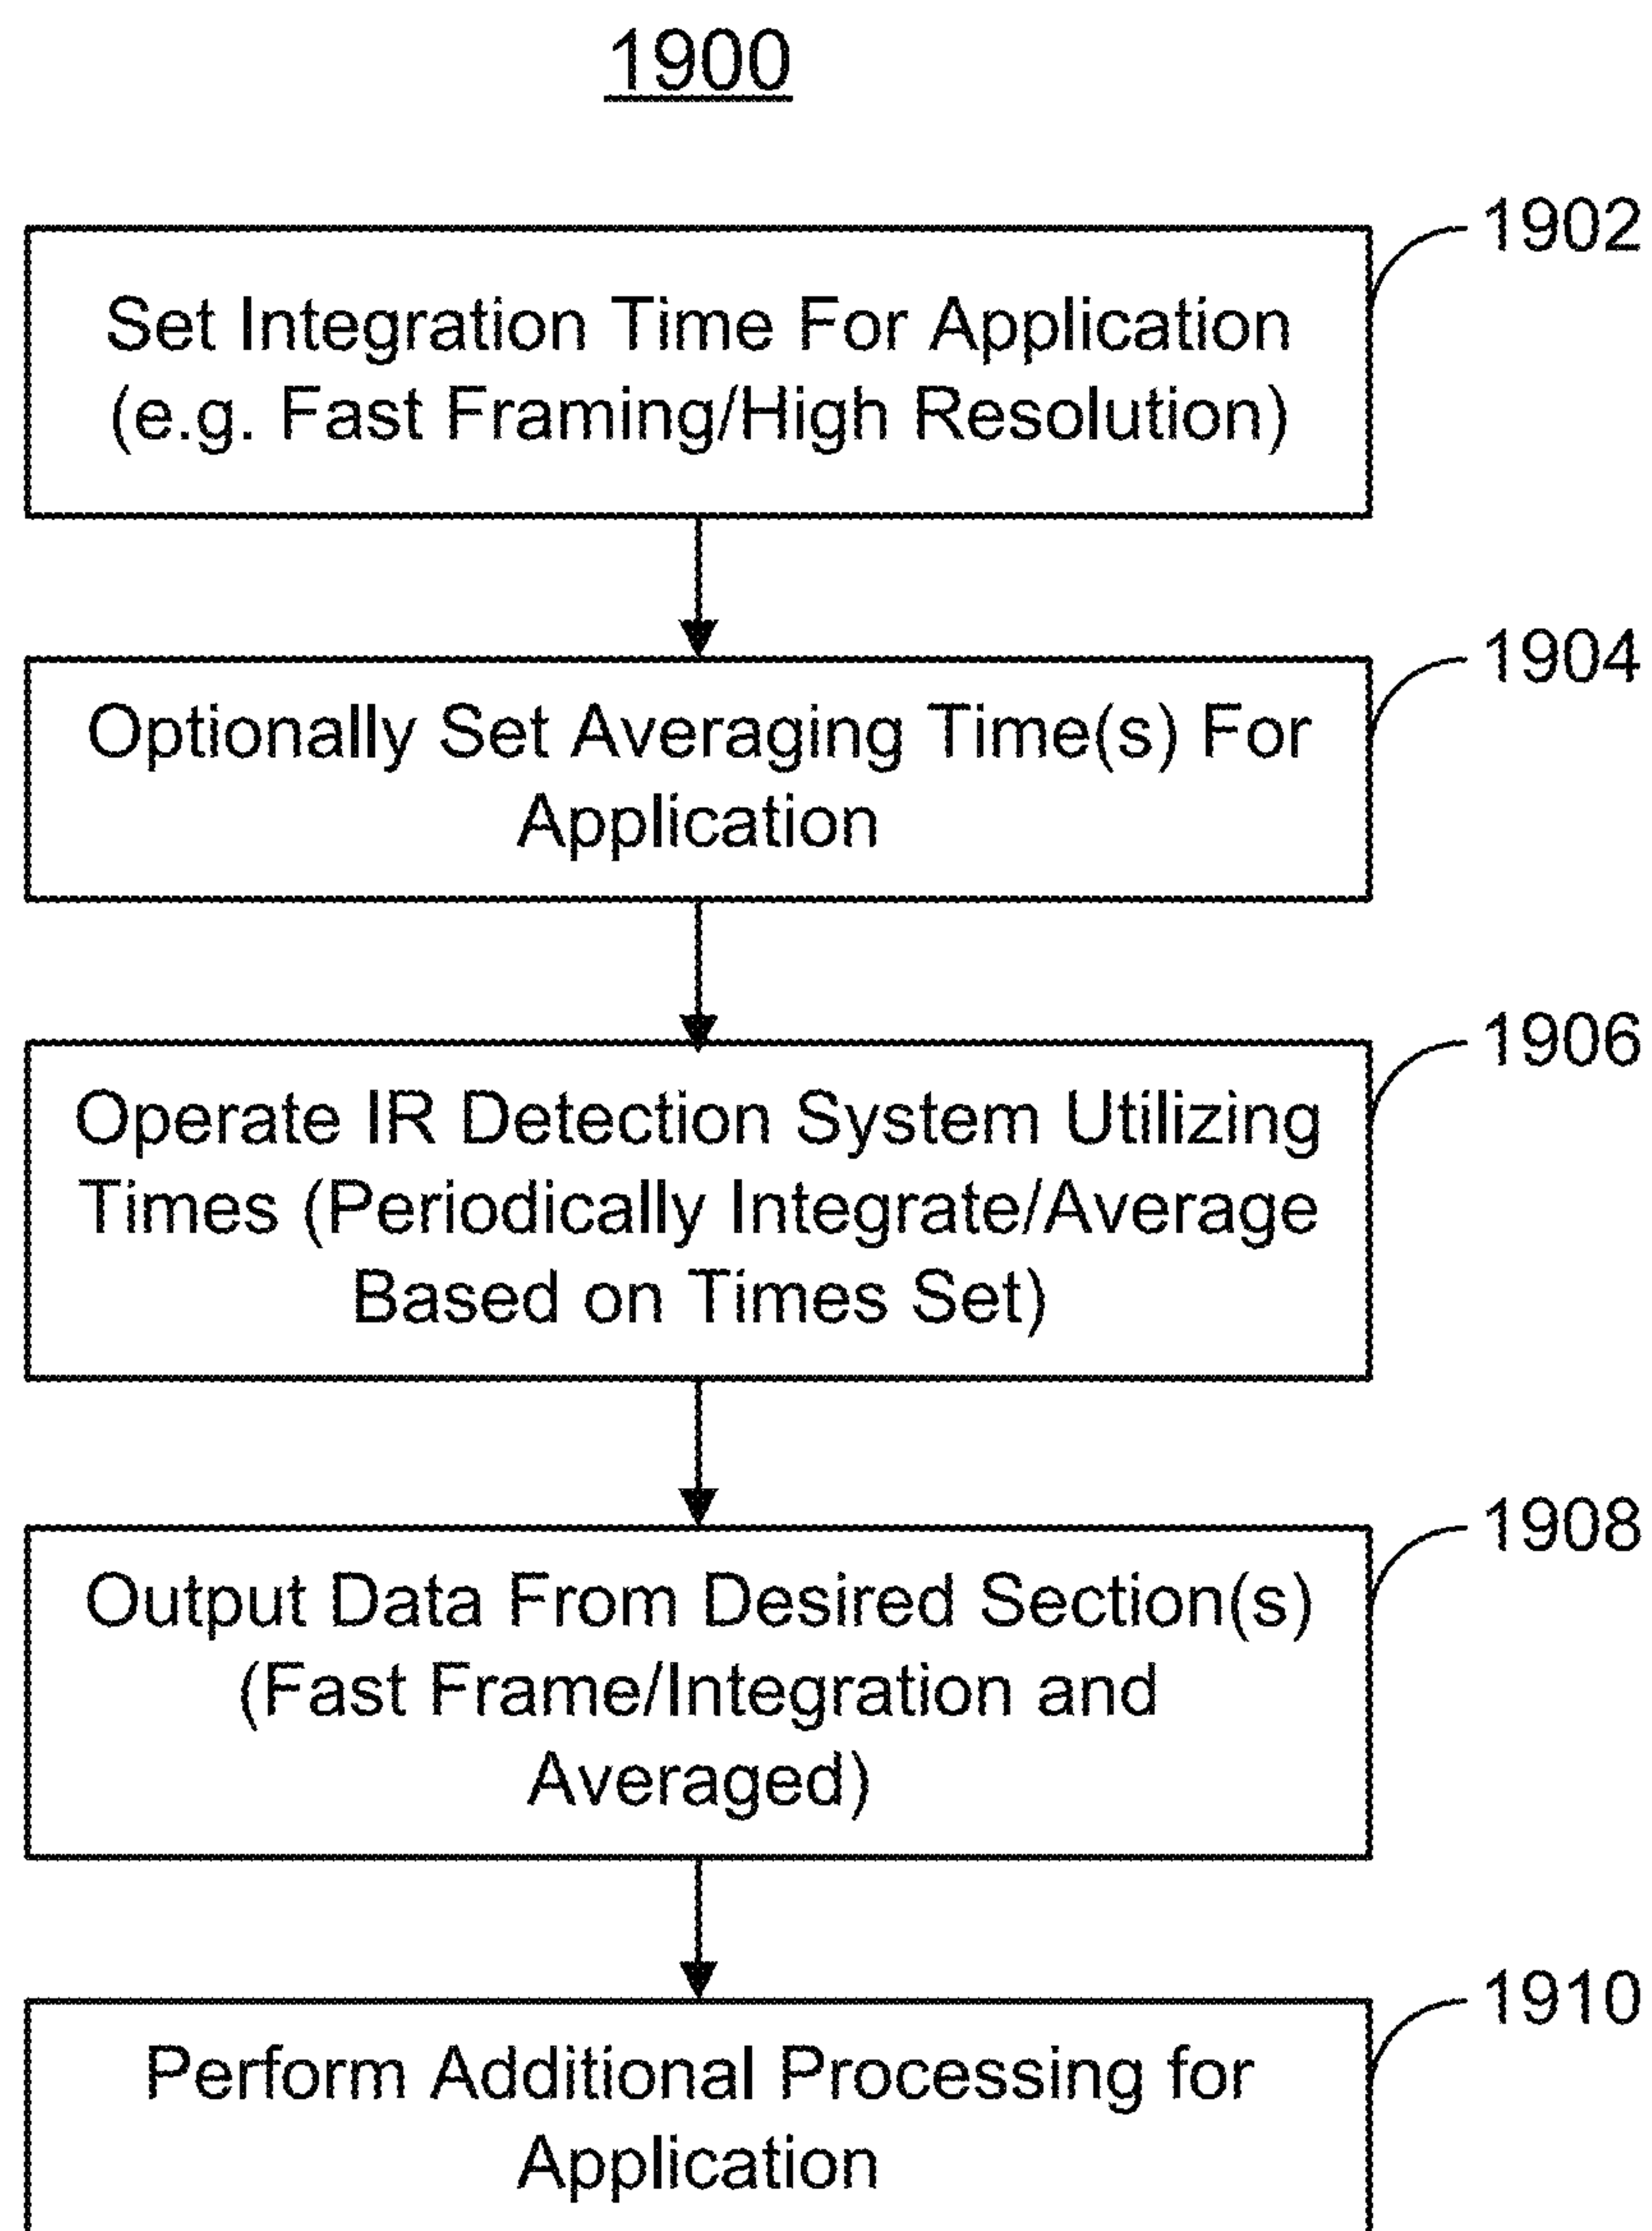 1900
1902
Set Integration Time For Application
(e.g. Fast Framing/High Resolution)
1904
Optionally Set Averaging Time(s) For
Application
1906
Operate IR Detection System Utilizing
Times (Periodically Integrate/Average
Based on Times Set)
1908
Output Data From Desired Section(s)
(Fast Frame/Integration and
Averaged)
1910
Perform Additional Processing for
Application